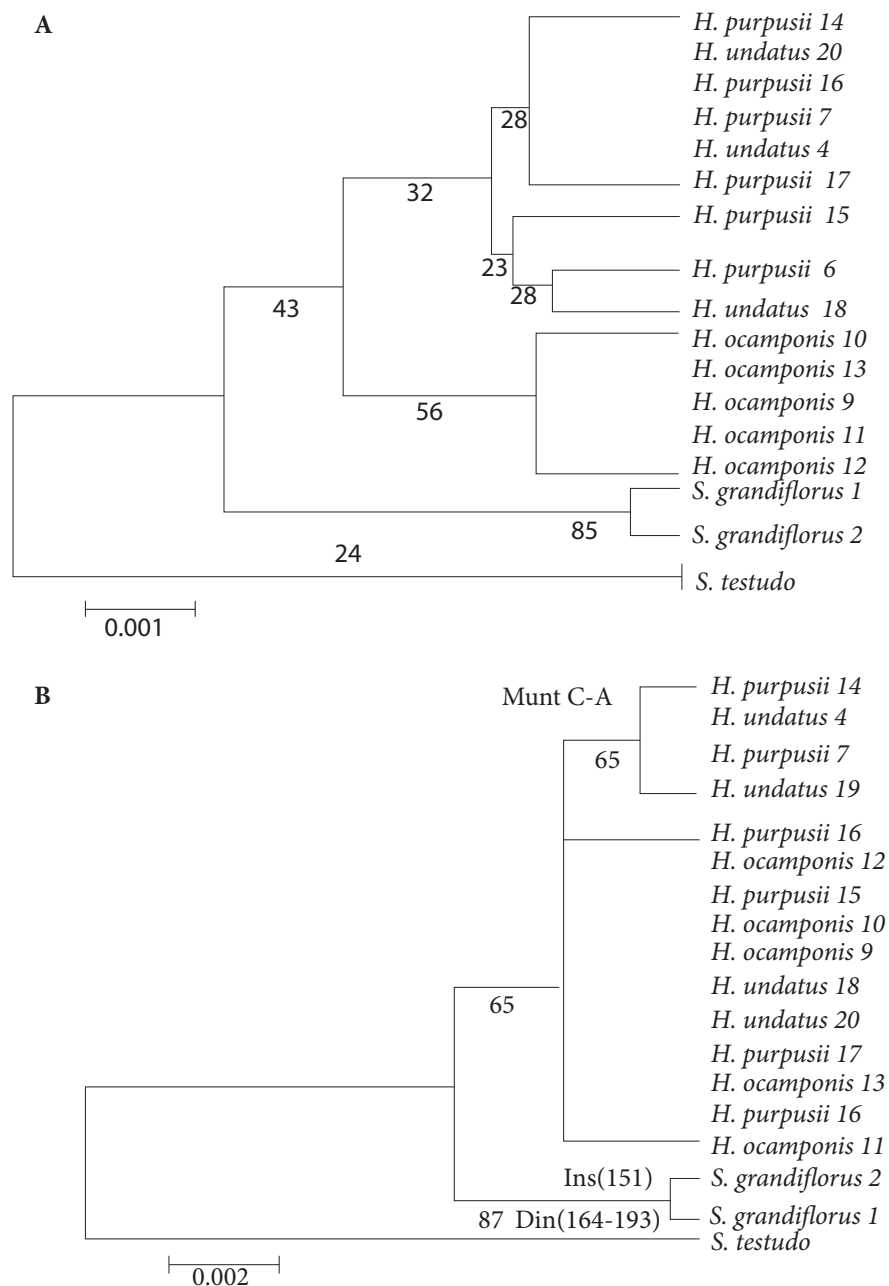 A
H. purpusii 14
H. undatus 20
H. purpusii 16
H. purpusii 7
H. undatus 4
H. purpusii 17
H. purpusii 15
H. purpusii 6
H. undatus 18
H. ocamponis 10
H. ocamponis 13
H. ocamponis 9
H. ocamponis 11
H. ocamponis 12
S. grandiflorus 1
S. grandiflorus 2
S. testudo
28
32
23
28
43
56
85
24
0.001
B
Munt C-A
H. purpusii 14
H. undatus 4
H. purpusii 7
H. undatus 19
H. purpusii 16
H. ocamponis 12
H. purpusii 15
H. ocamponis 10
H. ocamponis 9
H. undatus 18
H. undatus 20
H. purpusii 17
H. ocamponis 13
H. purpusii 16
H. ocamponis 11
S. grandiflorus 2
S. grandiflorus 1
S. testudo
65
65
Ins(151)
87 Din(164-193)
0.002